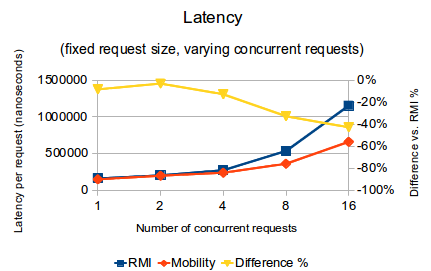 Latency
(fixed request size, varying concurrent requests)
Latency per request (nanoseconds)
1500000
1000000
500000
0
0%
-20%
-40%
-60%
-80%
-100%
Difference vs. RMI %
1 2 4 8 16
Number of concurrent requests
RMI Mobility Difference %